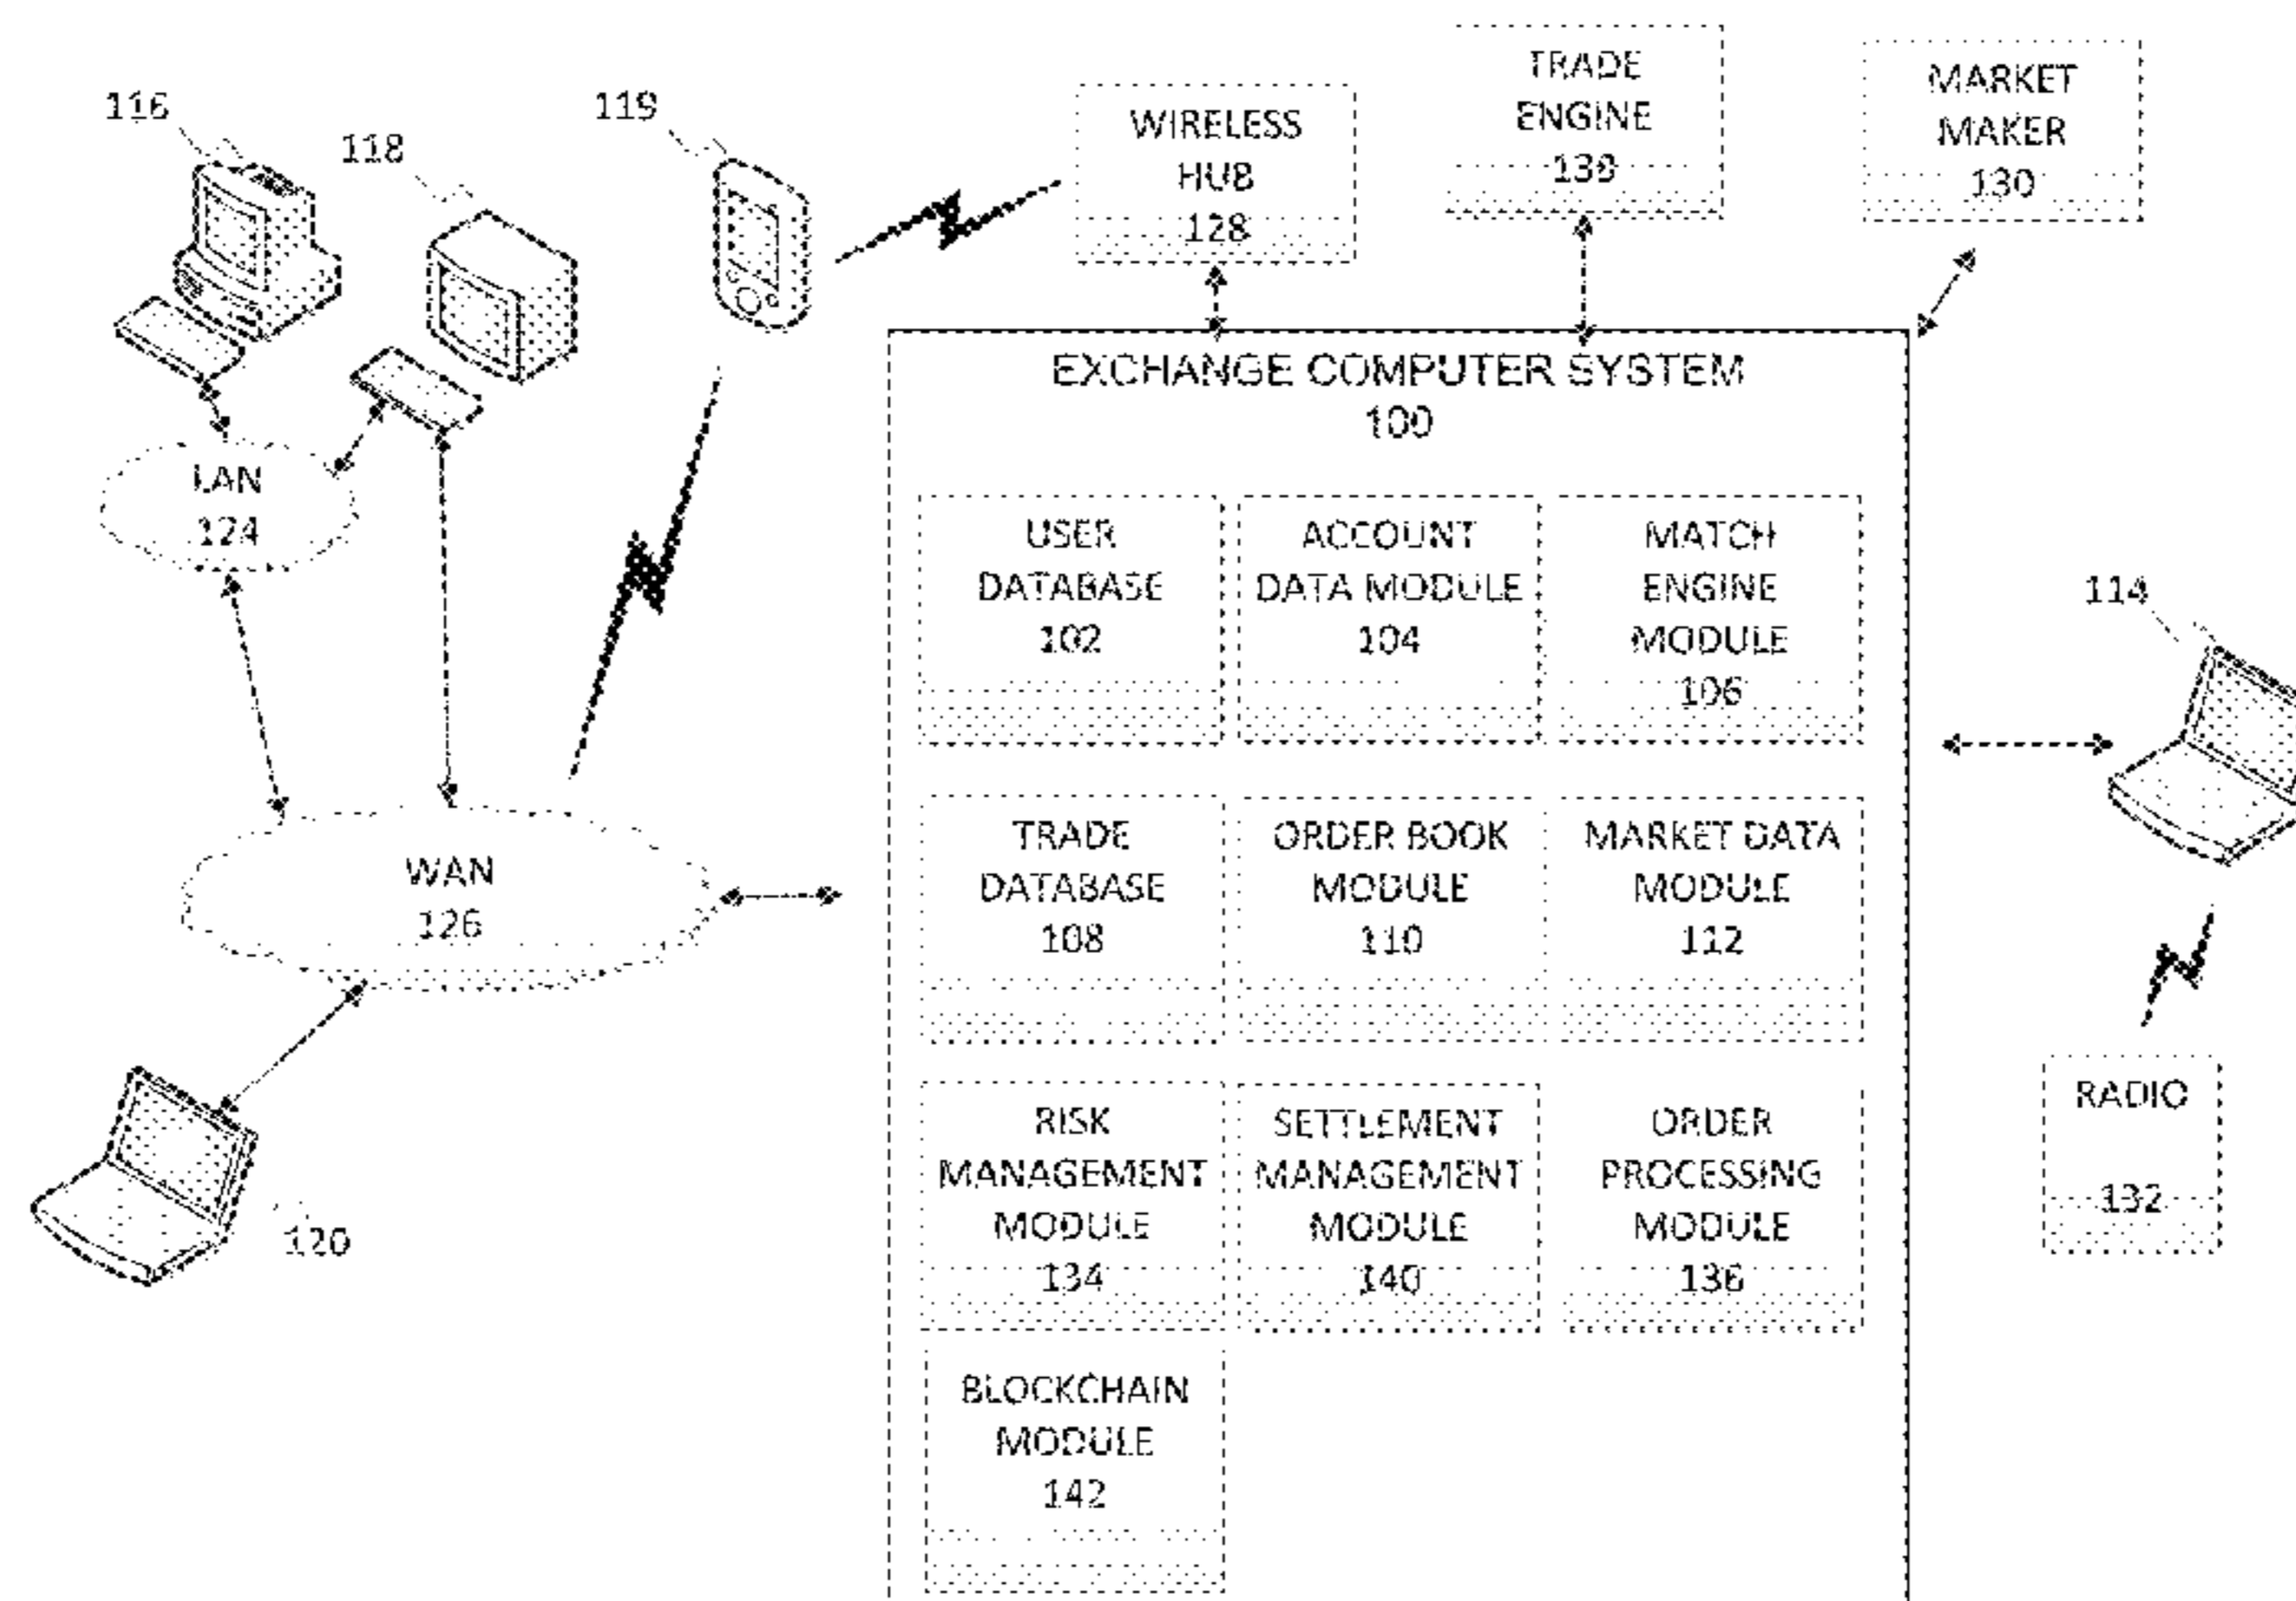 116
118
119
WIRELESS
HUB
128
TRADE
ENGINE
138
MARKET
MAKER
130
EXCHANGE COMPUTER SYSTEM
100
LAN
124
USER
DATABASE
102
ACCOUNT
DATA MODULE
104
MATCH
ENGINE
MODULE
106
114
WAN
126
TRADE
DATABASE
108
ORDER BOOK
MODULE
110
MARKET DATA
MODULE
112
120
RISK
MANAGEMENT
MODULE
134
SETTLEMENT
MANAGEMENT
MODULE
140
ORDER
PROCESSING
MODULE
136
RADIO
132
BLOCKCHAIN
MODULE
142